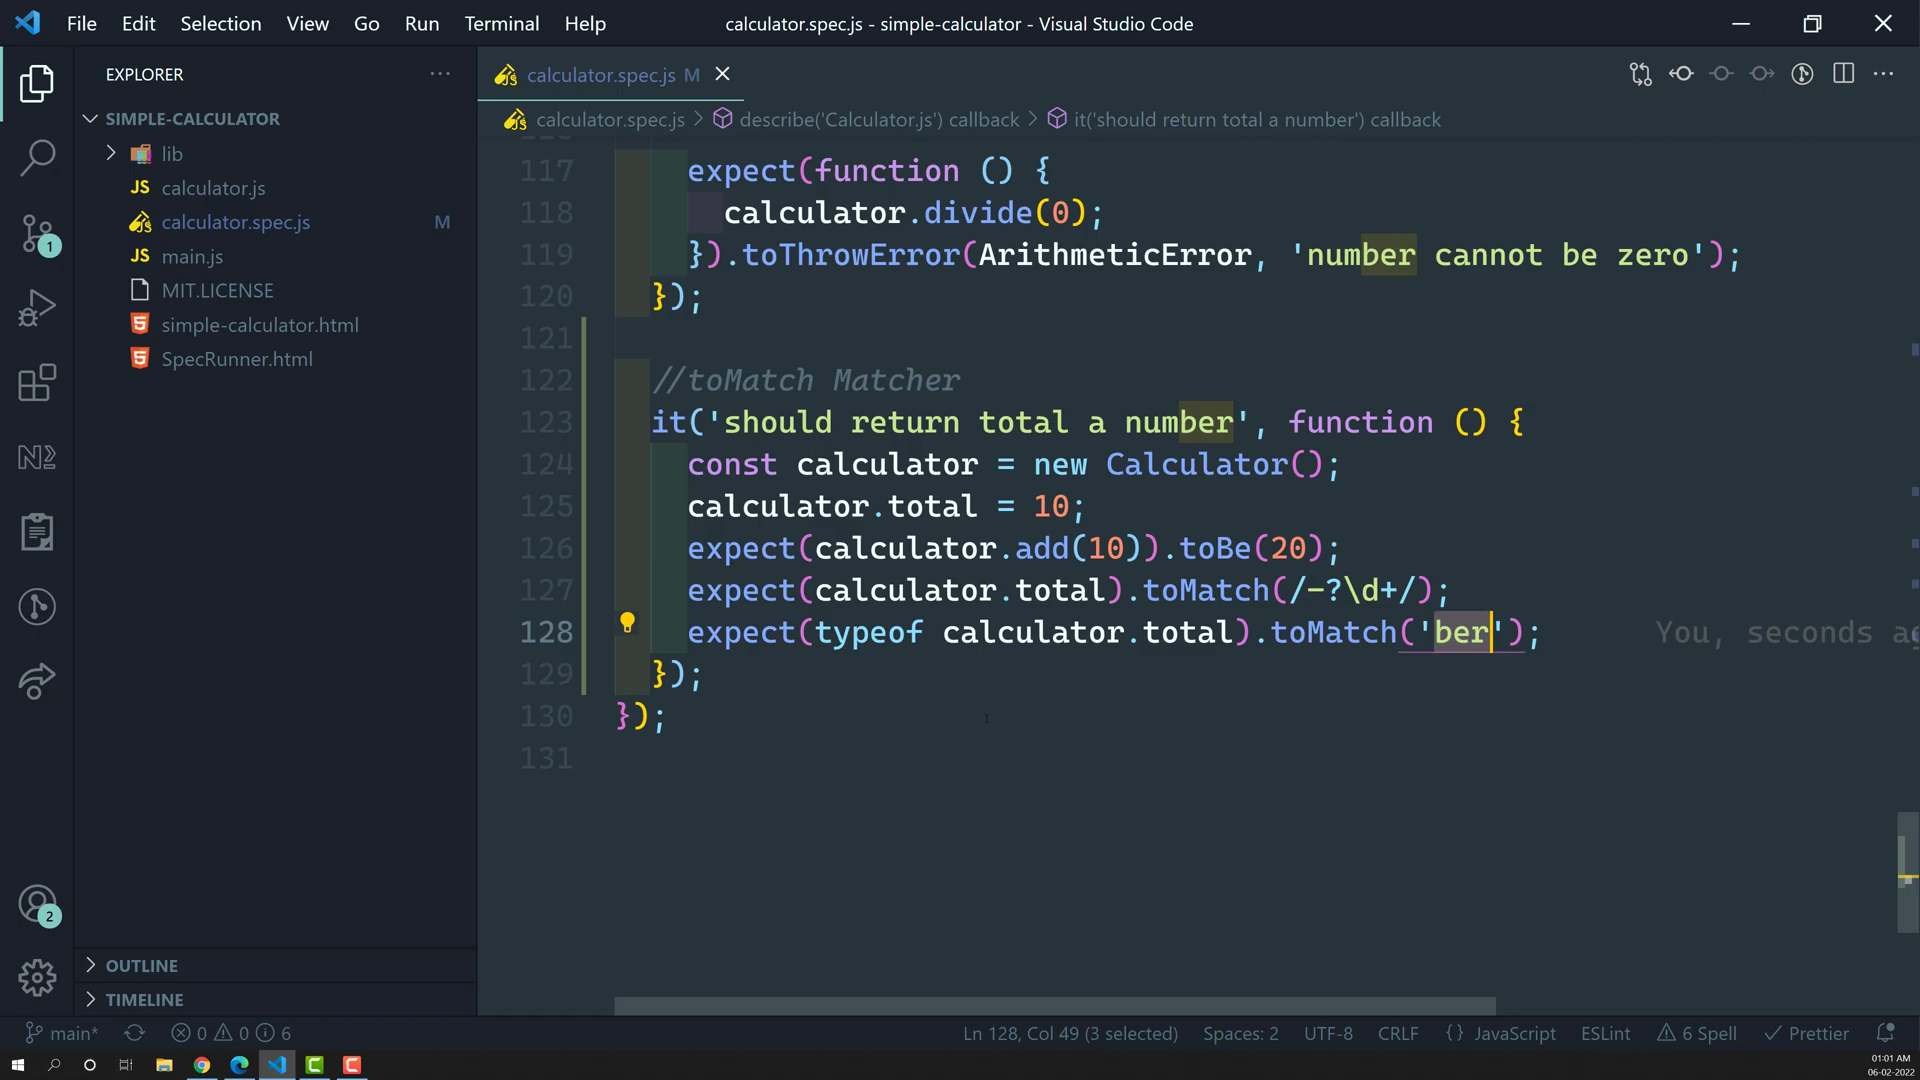 File Edit Selection View Go Run Terminal Help
calculator.spec.js - simple-calculator - Visual Studio Code
EXPLORER
SIMPLE-CALCULATOR
lib
JS calculator.js
calculator.spec.js M
JS main.js
MIT.LICENSE
simple-calculator.html
SpecRunner.html
OUTLINE
TIMELINE
1
2
calculator.spec.js M
calculator.spec.js > describe('Calculator.js') callback > it('should return total a number') callback
117 expect(function () {
118 calculator.divide(0);
119 }).toThrowError(ArithmeticError, 'number cannot be zero');
120 });
121
122 //toMatch Matcher
123 it('should return total a number', function () {
124 const calculator = new Calculator();
125 calculator.total = 10;
126 expect(calculator.add(10)).toBe(20);
127 expect(calculator.total).toMatch(/-?\d+/);
128 expect(typeof calculator.total).toMatch('ber'); You, seconds
129 });
130 });
131
main* 0 0 6 Ln 128, Col 49 (3 selected) Spaces: 2 UTF-8 CRLF {} JavaScript ESLint 6 Spell Prettier
01:01 AM
06-02-2022